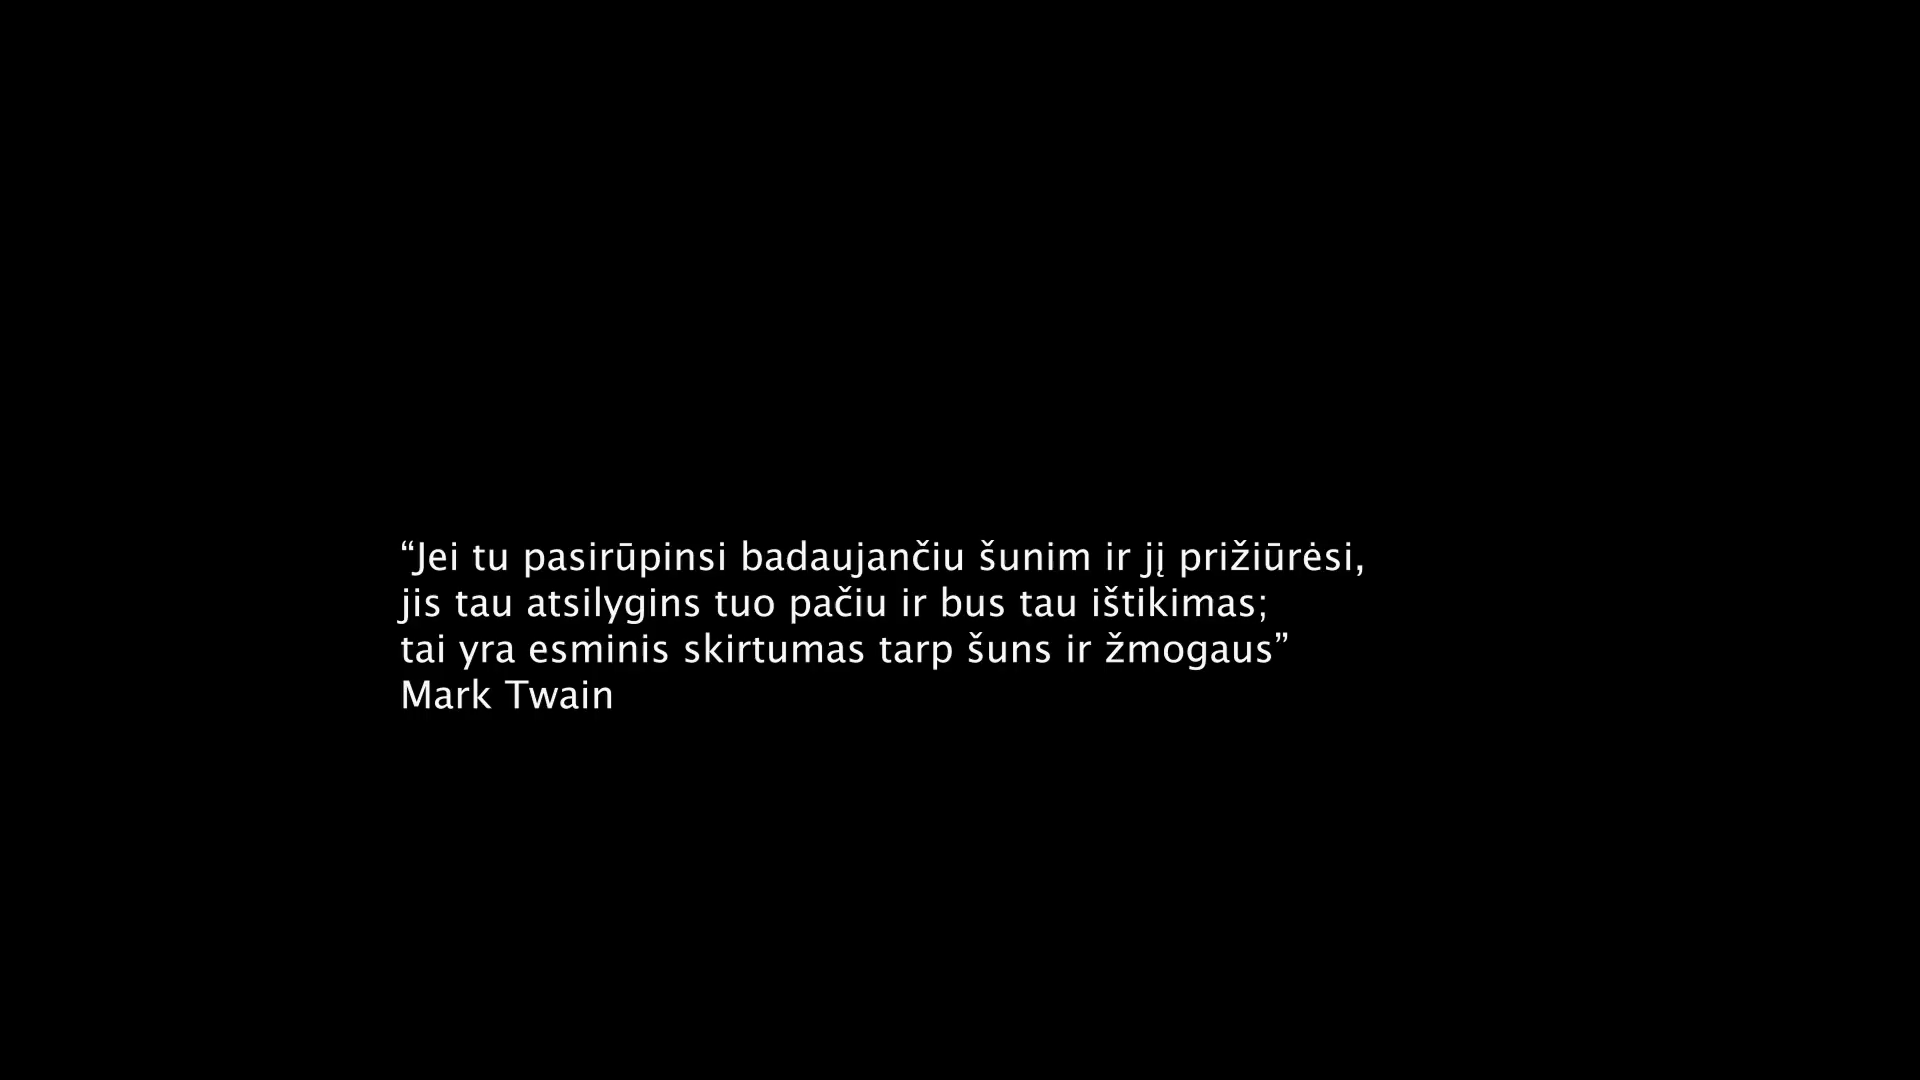 “Jei tu pasirūpinsi badaujančiu šunim ir jį prižiūrėsi,
jis tau atsilygins tuo pačiu ir bus tau ištikimas;
tai yra esminis skirtumas tarp šuns ir žmogaus”
Mark Twain